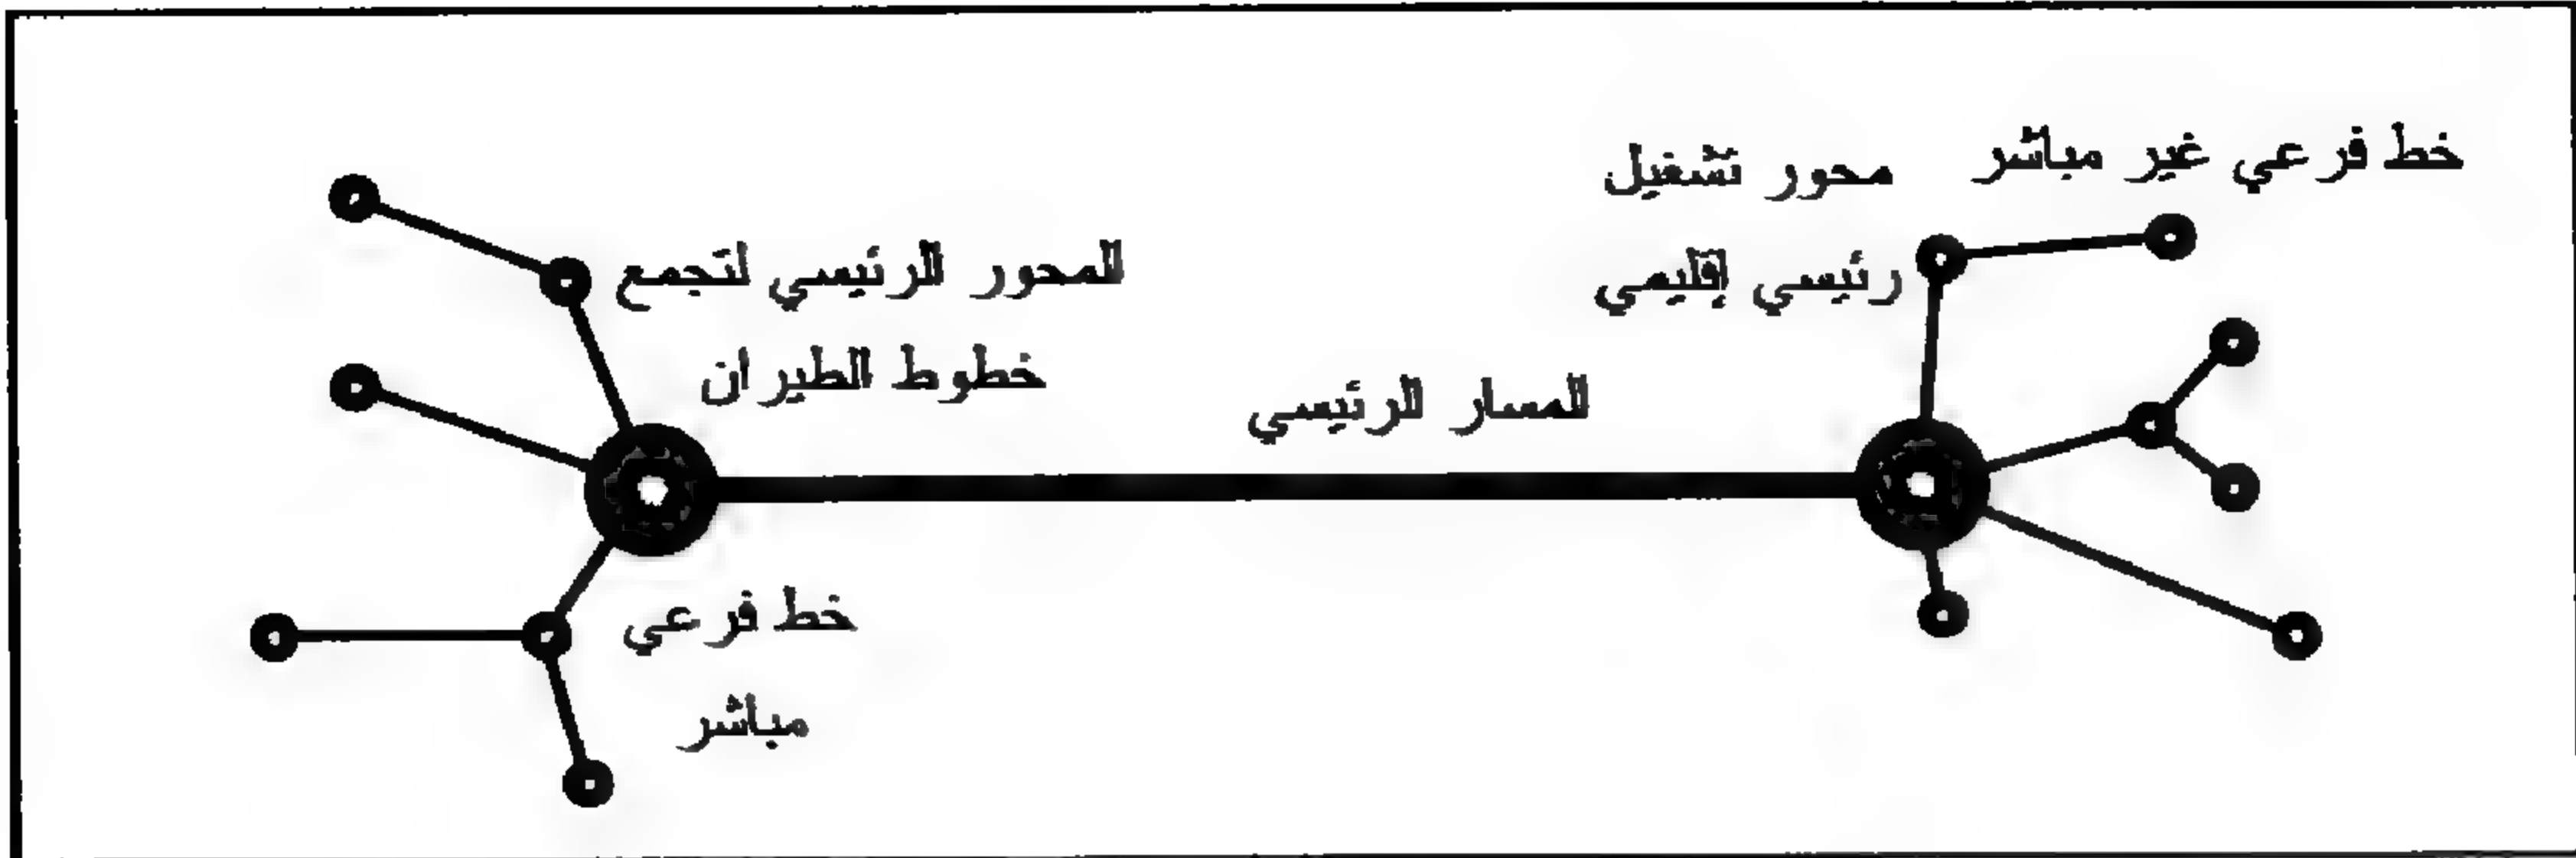 خط فرعي غير مباشر
محور تشغيل
رئيسي إقليمي
المحور الرئيسي لتجمع
خطوط الطيران
المسار الرئيسي
خط فرعي
مباشر